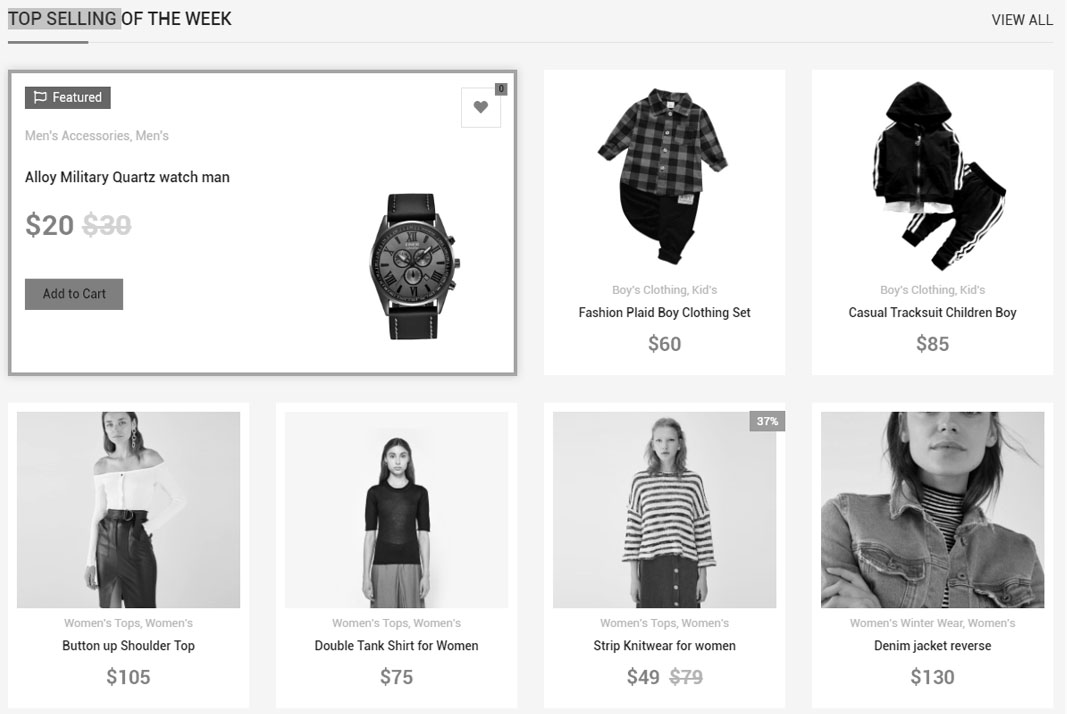 TOP SELLING OF THE WEEK
VIEW ALL
Featured
0
Men's Accessories, Men's
Alloy Military Quartz watch man
$20 $30
Add to Cart
Boy's Clothing, Kid's
Fashion Plaid Boy Clothing Set
$60
Boy's Clothing, Kid's
Casual Tracksuit Children Boy
$85
Women's Tops, Women's
Button up Shoulder Top
$105
Women's Tops, Women's
Double Tank Shirt for Women
$75
37%
Women's Tops, Women's
Strip Knitwear for women
$49 $79
Women's Winter Wear, Women's
Denim jacket reverse
$130